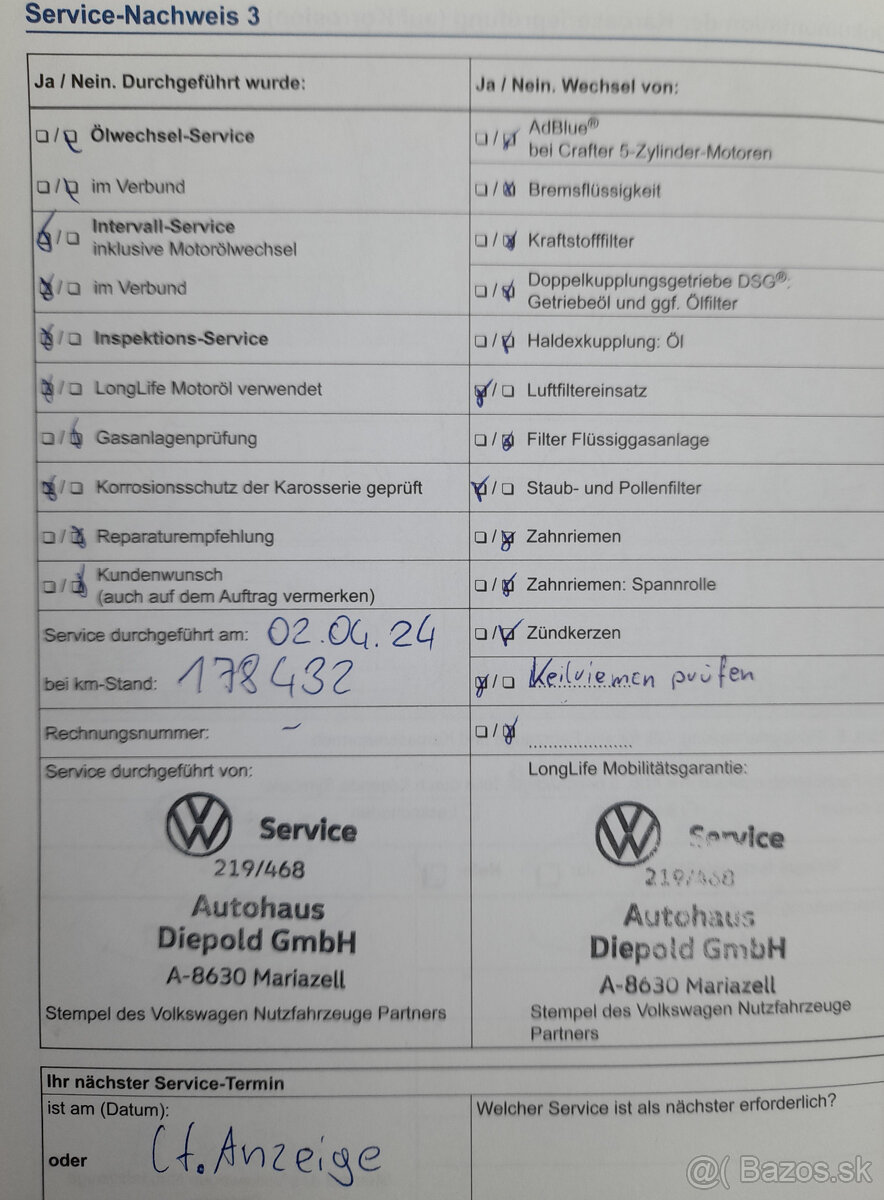 Service-Nachweis 3
Ja / Nein. Durchgeführt wurde:
Ölwechsel-Service
im Verbund
Intervall-Service
inklusive Motorölwechsel
im Verbund
Inspektions-Service
LongLife Motoröl verwendet
Gasanlagenprüfung
Korrosionsschutz der Karosserie geprüft
Reparaturempfehlung
Kundenwunsch
(auch auf dem Auftrag vermerken)
Service durchgeführt am: 02.04.24
bei km-Stand: 178432
Rechnungsnummer: -
Ja / Nein. Wechsel von:
AdBlue®
bei Crafter 5-Zylinder-Motoren
Bremsflüssigkeit
Kraftstofffilter
Doppelkupplungsgetriebe DSG®:
Getriebeöl und ggf. Ölfilter
Haldexkupplung: Öl
Luftfiltereinsatz
Filter Flüssiggasanlage
Staub- und Pollenfilter
Zahnriemen
Zahnriemen: Spannrolle
Zündkerzen
Keilriemen prüfen
Service durchgeführt von:
VW Service
219/468
Autohaus
Diepold GmbH
A-8630 Mariazell
Stempel des Volkswagen Nutzfahrzeuge Partners
LongLife Mobilitätsgarantie:
VW Service
219/468
Autohaus
Diepold GmbH
A-8630 Mariazell
Stempel des Volkswagen Nutzfahrzeuge
Partners
Ihr nächster Service-Termin
ist am (Datum):
oder Lt. Anzeige
Welcher Service ist als nächster erforderlich?
@( Bazos.sk